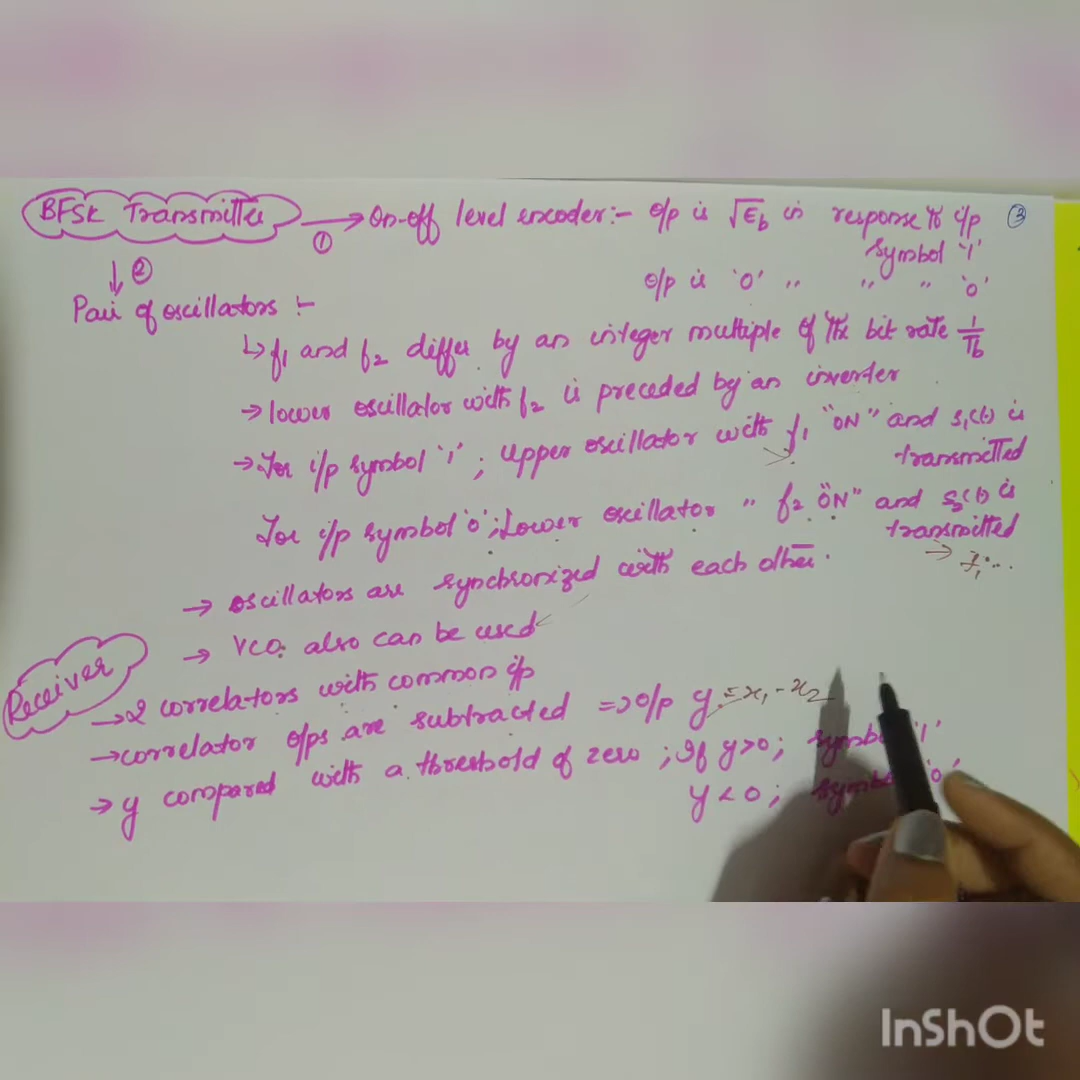 BFSK Transmitter ① → On-off level encoder:- o/p is √Eb in response to i/p ③
symbol '1'
o/p is '0' ,, ,, ,, '0'
↓ ②
Pair of oscillators :-
↳ f1 and f2 differ by an integer multiple of the bit rate 1/Tb
→ lower oscillator with f2 is preceded by an inverter
→ For i/p symbol '1'; Upper oscillator with f1 "ON" and s1(t) is
transmitted
For i/p symbol '0'; Lower oscillator ,, f2 "ON" and s2(t) is
transmitted
→ f1...
→ oscillators are synchronized with each other.
→ VCO. also can be used
Receiver
→ 2 correlators with common i/p
→ correlator o/ps are subtracted => o/p y = x1 - x2
→ y compared with a threshold of zero ; If y>0; symbol '1'
y<0; symbol '0'
InShOt